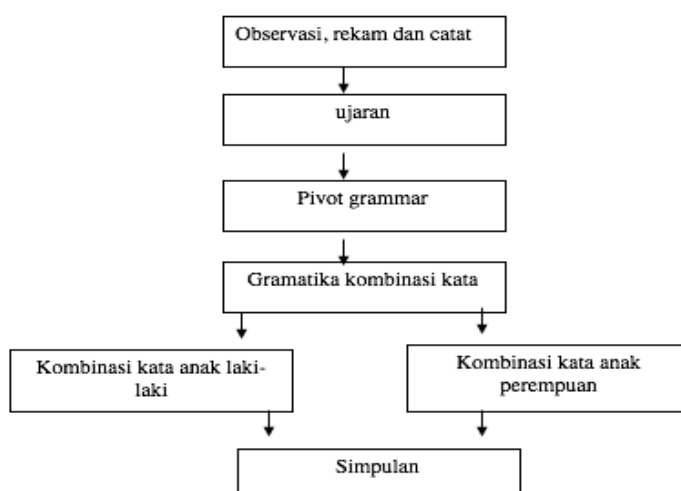 Observasi, rekam dan catat
ujaran
Pivot grammar
Gramatika kombinasi kata
Kombinasi kata anak laki-
laki
Kombinasi kata anak
perempuan
Simpulan